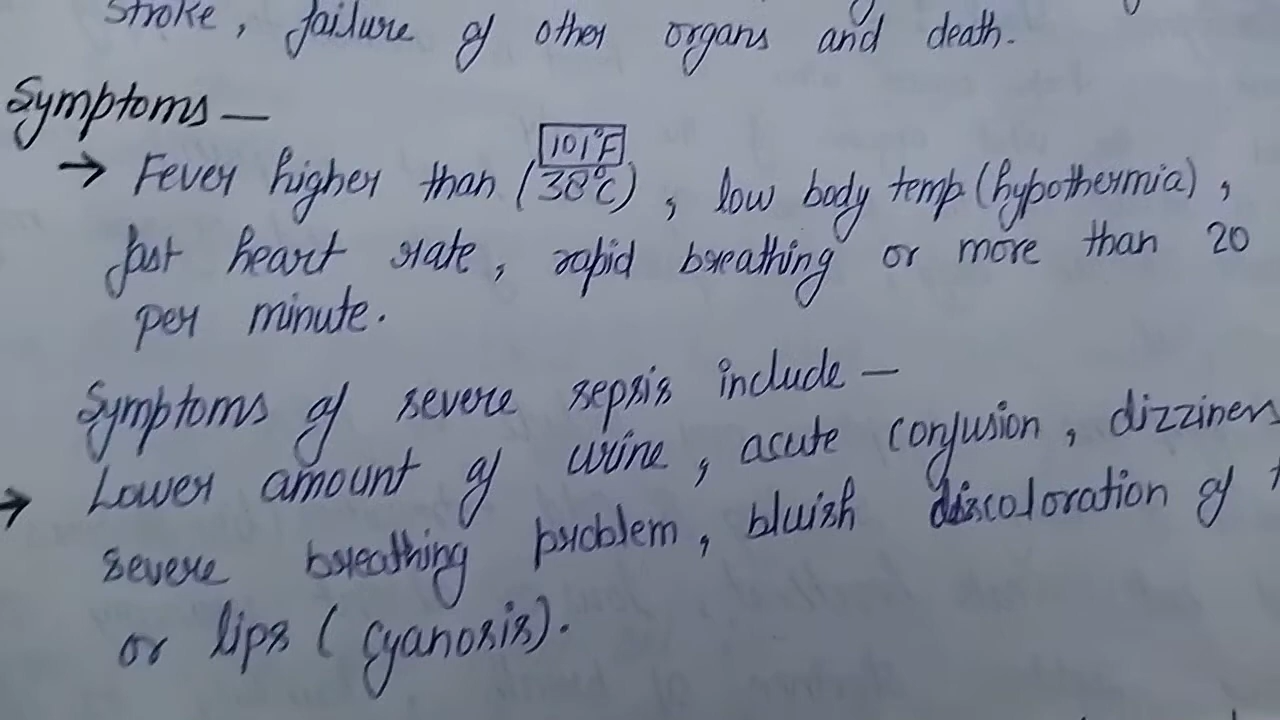 Stroke, failure of other organs and death.
Symptoms —
101°F
→ Fever higher than (38°C), low body temp (hypothermia),
fast heart rate, rapid breathing or more than 20
per minute.
Symptoms of severe sepsis include —
→ Lower amount of urine, acute confusion, dizziness
severe breathing problem, bluish discoloration of
or lips (cyanosis).